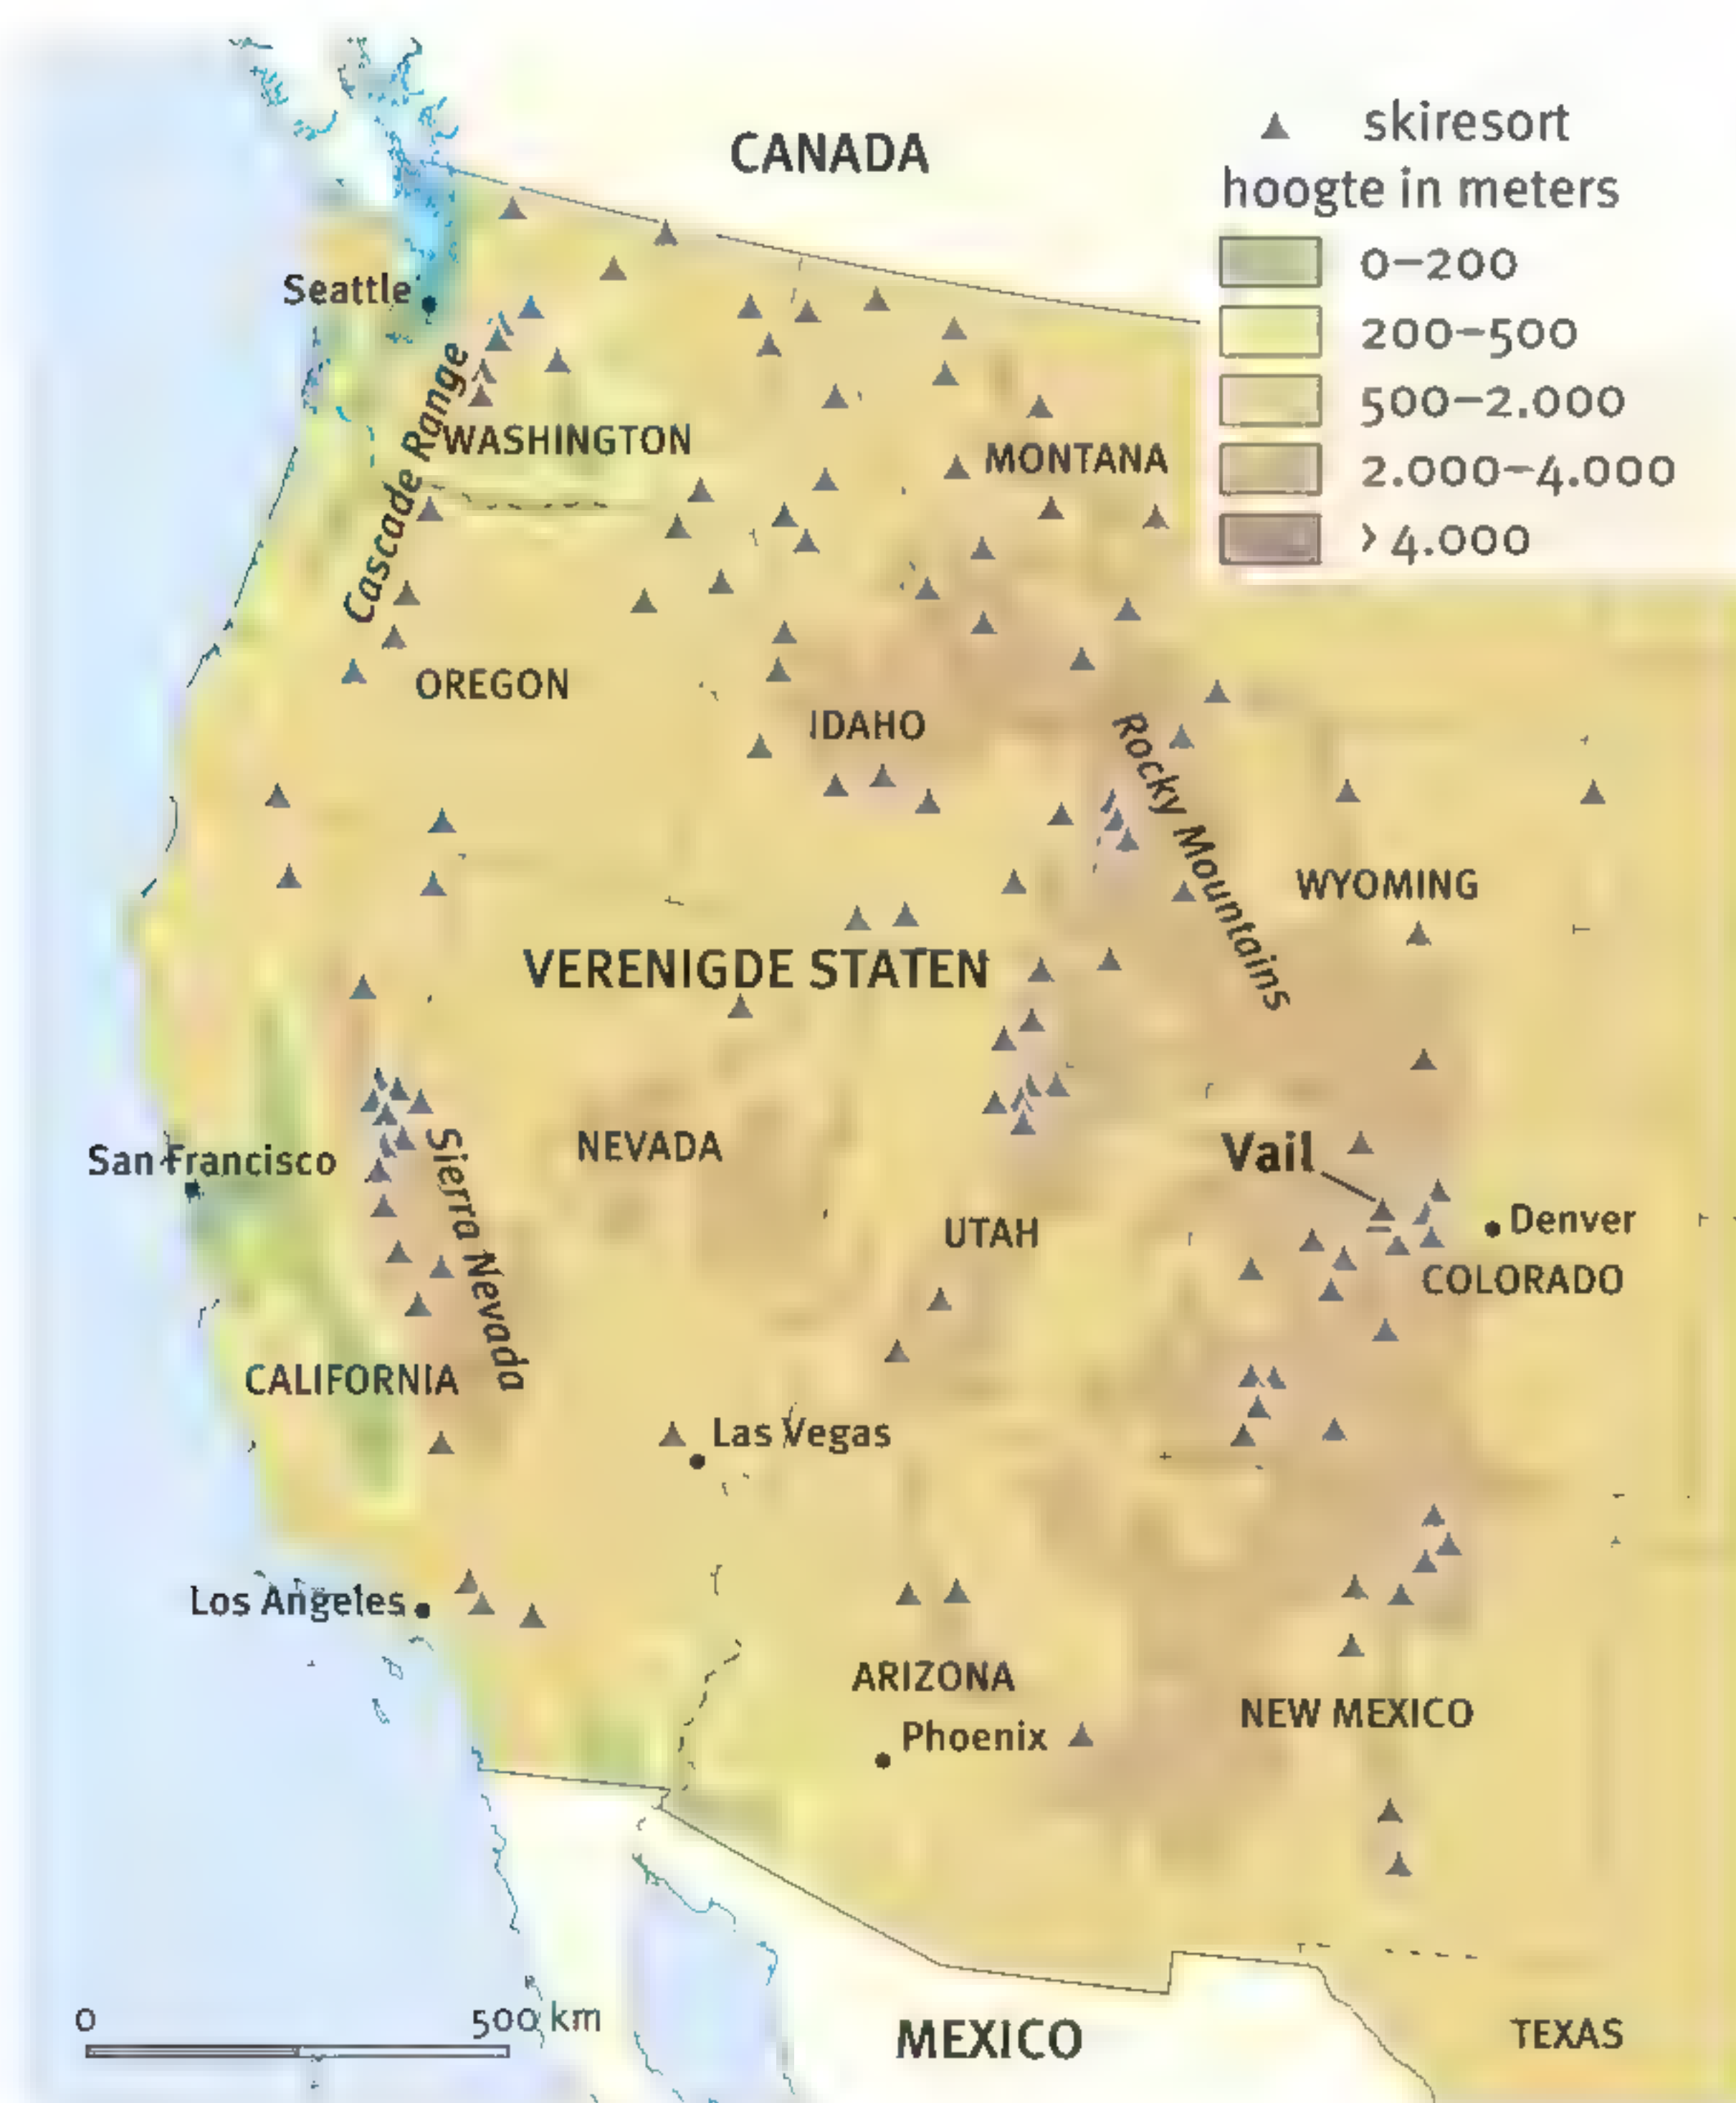 CANADA
skiresort
hoogte in meters
0–200
200–500
500–2.000
2.000–4.000
> 4.000
Seattle
Cascade Range
WASHINGTON
MONTANA
OREGON
IDAHO
Rocky Mountains
WYOMING
VERENIGDE STATEN
San Francisco
Sierra Nevada
NEVADA
Vail
UTAH
Denver
COLORADO
CALIFORNIA
Las Vegas
Los Angeles
ARIZONA
NEW MEXICO
Phoenix
0 500 km
MEXICO
TEXAS